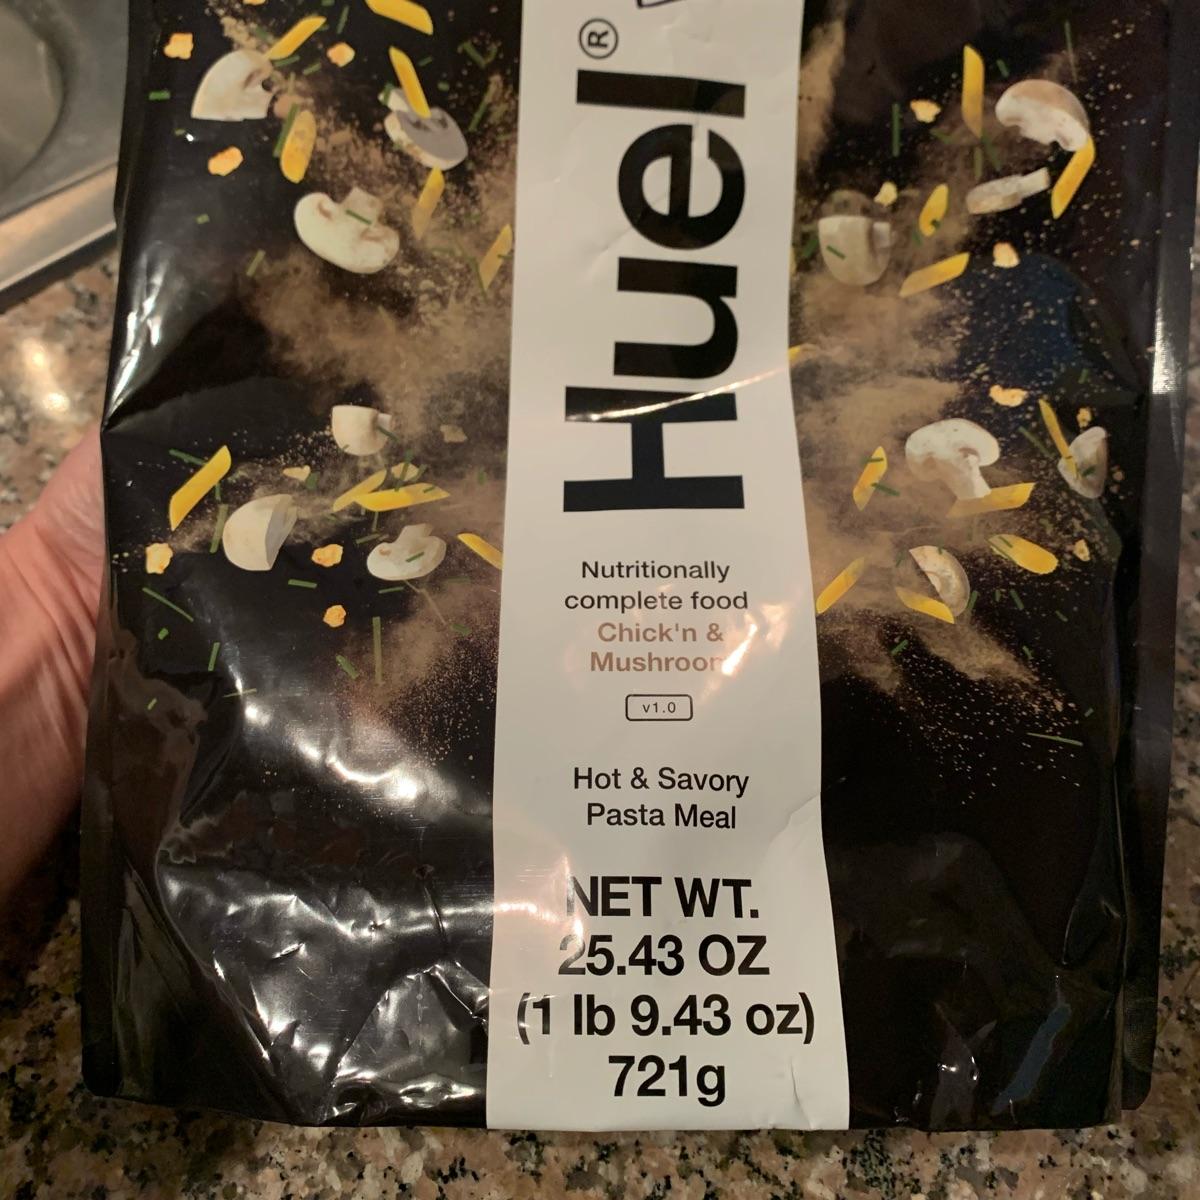 Huel®
Nutritionally
complete food
Chick'n &
Mushroom
v1.0
Hot & Savory
Pasta Meal
NET WT.
25.43 OZ
(1 lb 9.43 oz)
721g